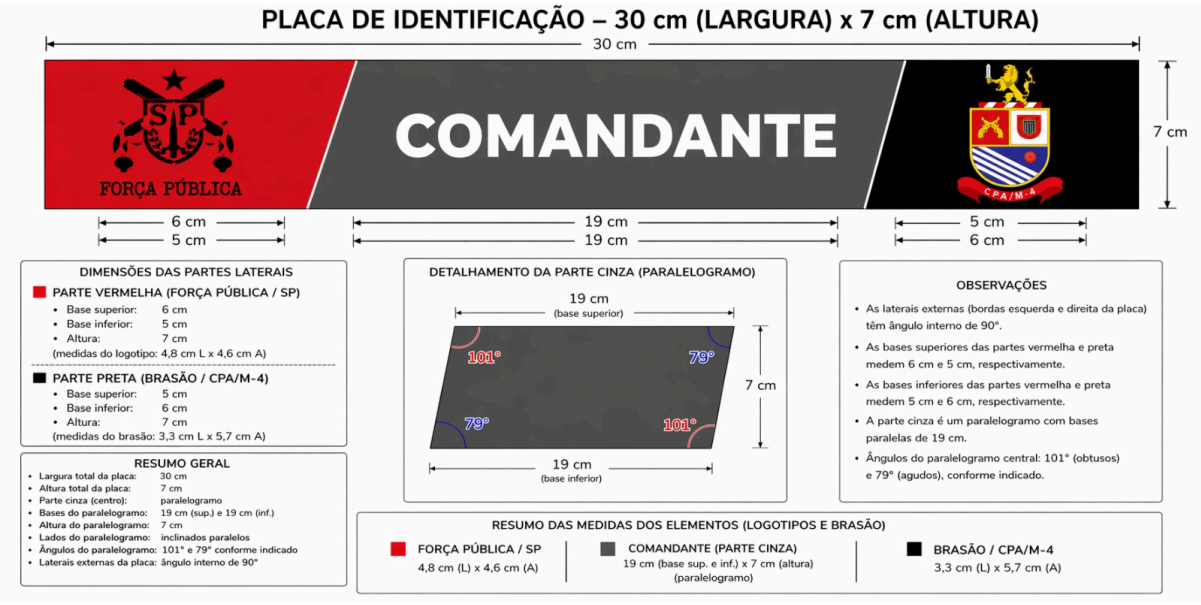 PLACA DE IDENTIFICAÇÃO – 30 cm (LARGURA) x 7 cm (ALTURA)
30 cm
SP
FORÇA PÚBLICA
COMANDANTE
CPA/M-4
7 cm
6 cm
5 cm
19 cm
19 cm
5 cm
6 cm
DIMENSÕES DAS PARTES LATERAIS
PARTE VERMELHA (FORÇA PÚBLICA / SP)
• Base superior: 6 cm
• Base inferior: 5 cm
• Altura: 7 cm
(medidas do logotipo: 4,8 cm L x 4,6 cm A)
PARTE PRETA (BRASÃO / CPA/M-4)
• Base superior: 5 cm
• Base inferior: 6 cm
• Altura: 7 cm
(medidas do brasão: 3,3 cm L x 5,7 cm A)
RESUMO GERAL
• Largura total da placa: 30 cm
• Altura total da placa: 7 cm
• Parte cinza (centro): paralelogramo
• Bases do paralelogramo: 19 cm (sup.) e 19 cm (inf.)
• Altura do paralelogramo: 7 cm
• Lados do paralelogramo: inclinados paralelos
• Ângulos do paralelogramo: 101° e 79° conforme indicado
• Laterais externas da placa: ângulo interno de 90°
DETALHAMENTO DA PARTE CINZA (PARALELOGRAMO)
19 cm
(base superior)
101°
79°
7 cm
79°
101°
19 cm
(base inferior)
OBSERVAÇÕES
• As laterais externas (bordas esquerda e direita da placa)
têm ângulo interno de 90°.
• As bases superiores das partes vermelha e preta
medem 6 cm e 5 cm, respectivamente.
• As bases inferiores das partes vermelha e preta
medem 5 cm e 6 cm, respectivamente.
• A parte cinza é um paralelogramo com bases
paralelas de 19 cm.
• Ângulos do paralelogramo central: 101° (obtusos)
e 79° (agudos), conforme indicado.
RESUMO DAS MEDIDAS DOS ELEMENTOS (LOGOTIPOS E BRASÃO)
FORÇA PÚBLICA / SP
4,8 cm (L) x 4,6 cm (A)
COMANDANTE (PARTE CINZA)
19 cm (base sup. e inf.) x 7 cm (altura)
(paralelogramo)
BRASÃO / CPA/M-4
3,3 cm (L) x 5,7 cm (A)